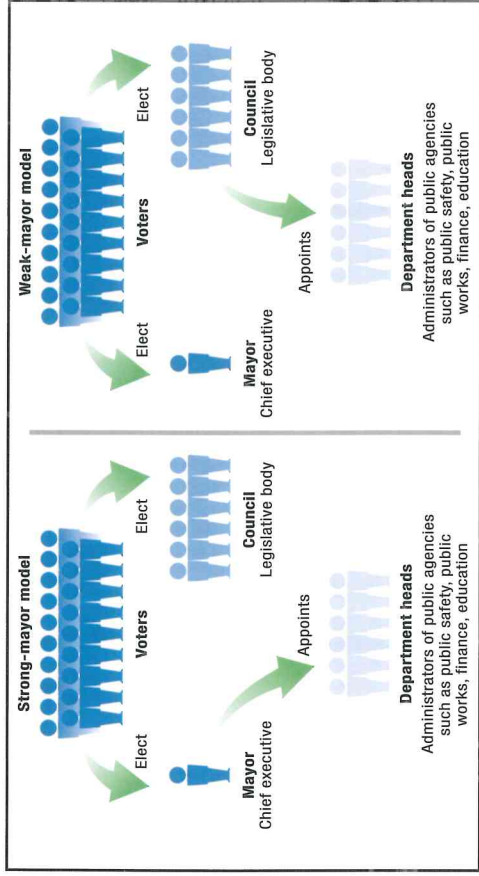 Strong-mayor model
Voters
Elect
Elect
Mayor
Chief executive
Council
Legislative body
Appoints
Department heads
Administrators of public agencies
such as public safety, public
works, finance, education
Weak-mayor model
Voters
Elect
Elect
Mayor
Chief executive
Council
Legislative body
Appoints
Department heads
Administrators of public agencies
such as public safety, public
works, finance, education